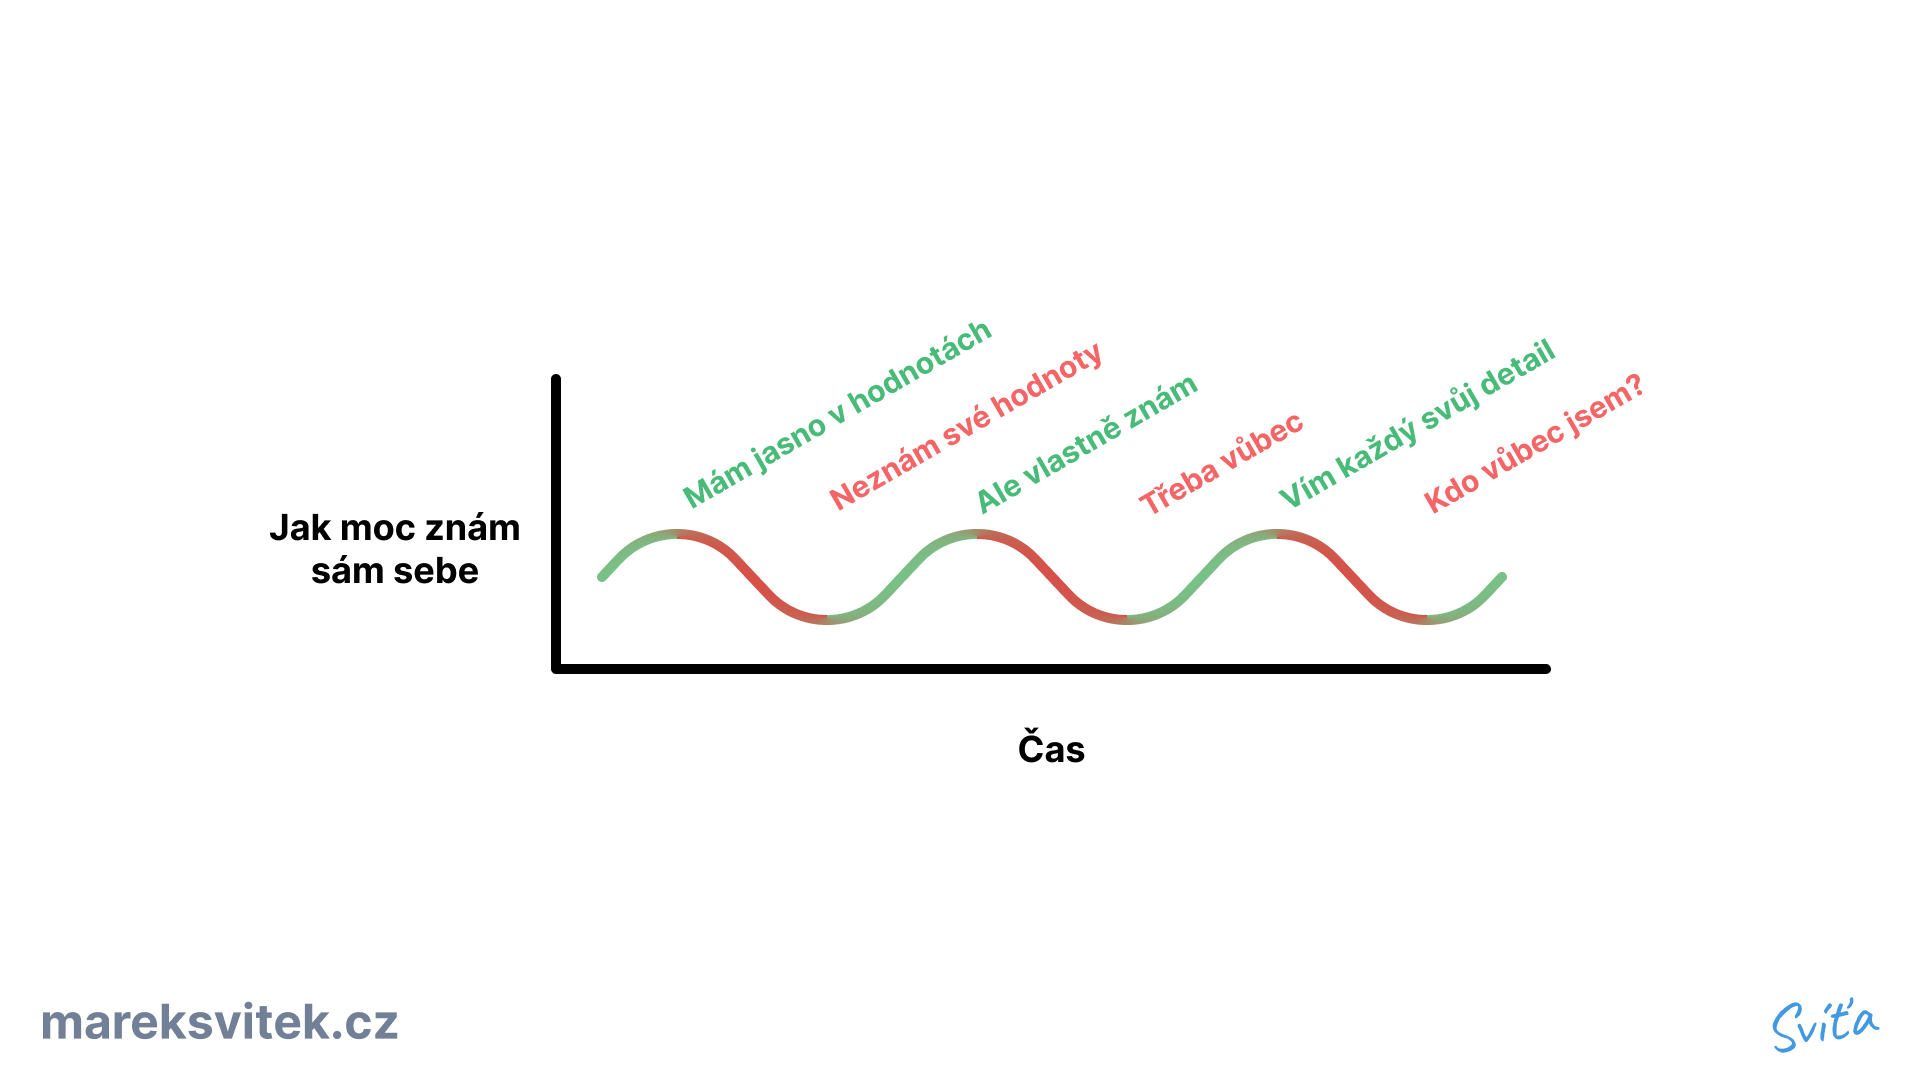 Mám jasno v hodnotách
Neznám své hodnoty
Ale vlastně znám
Třeba vůbec
Vím každý svůj detail
Kdo vůbec jsem?
Jak moc znám
sám sebe
Čas
mareksvitek.cz
Svíťa